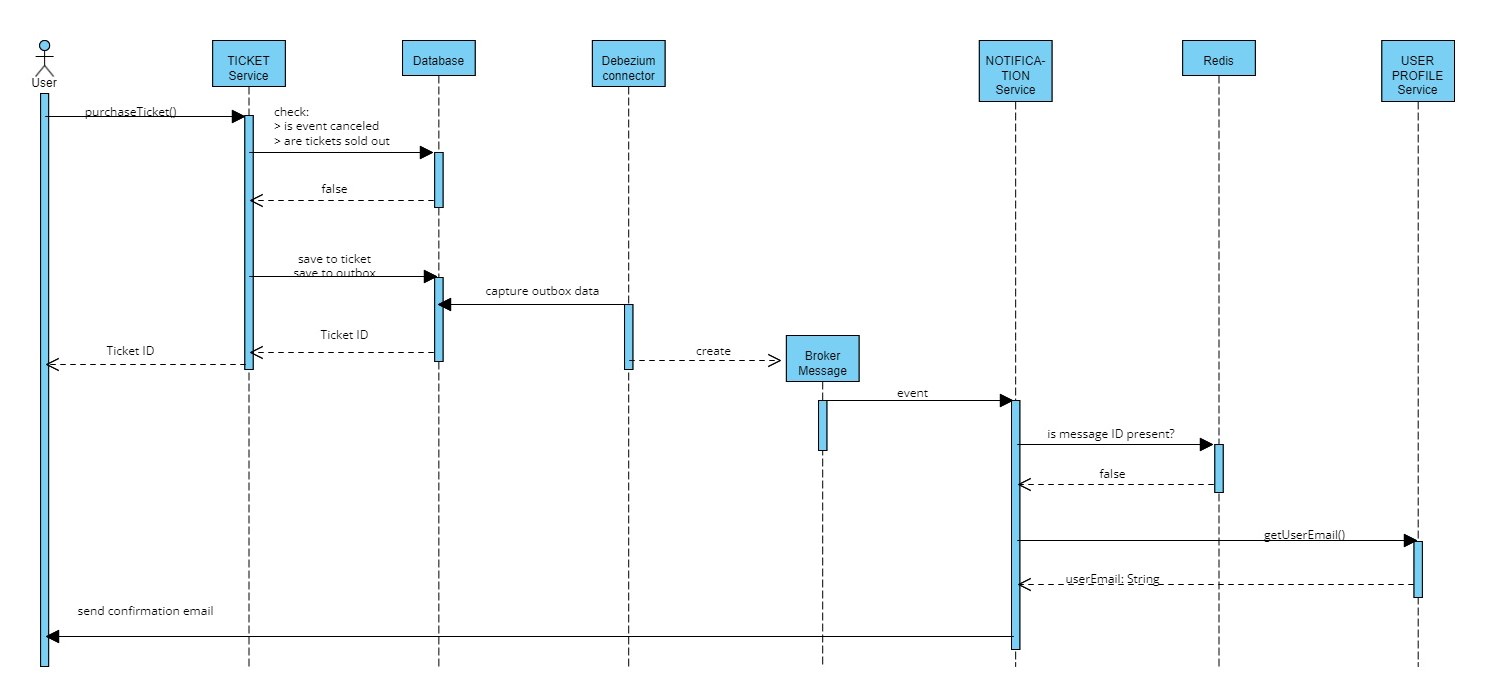 User
TICKET
Service
Database
Debezium
connector
NOTIFICA-
TION
Service
Redis
USER
PROFILE
Service
purchaseTicket()
check:
> is event canceled
> are tickets sold out
false
save to ticket
save to outbox
capture outbox data
Ticket ID
Ticket ID
create
Broker
Message
event
is message ID present?
false
getUserEmail()
userEmail: String
send confirmation email